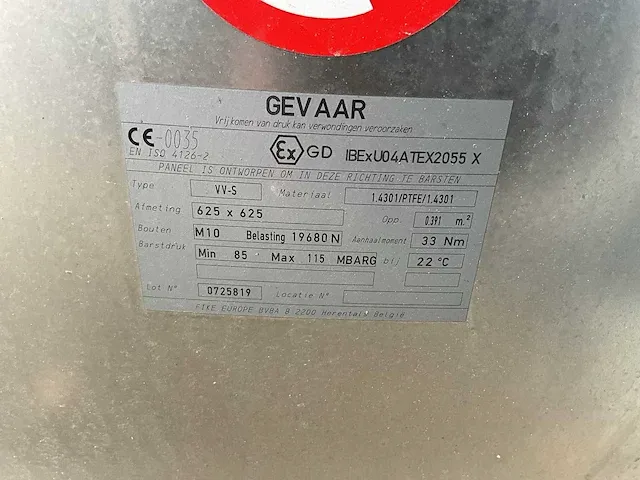 GEVAAR
Vrijkomen van druk kan verwondingen veroorzaken
CE-0035 Ex GD IBExU04ATEX2055 X
EN ISO 4126-2
PANEEL IS ONTWORPEN OM IN DEZE RICHTING TE BARSTEN
Type VV-S Materiaal 1.4301/PTFE/1.4301
Afmeting 625 x 625 Opp. 0.391 m.²
Bouten M10 Belasting 19680 N Aanhaalmoment 33 Nm
Barstdruk Min 85 Max 115 MBARG bij 22 °C
Lot N° 0725819 Locatie N°
FIKE EUROPE BVBA B 2200 Herentals België